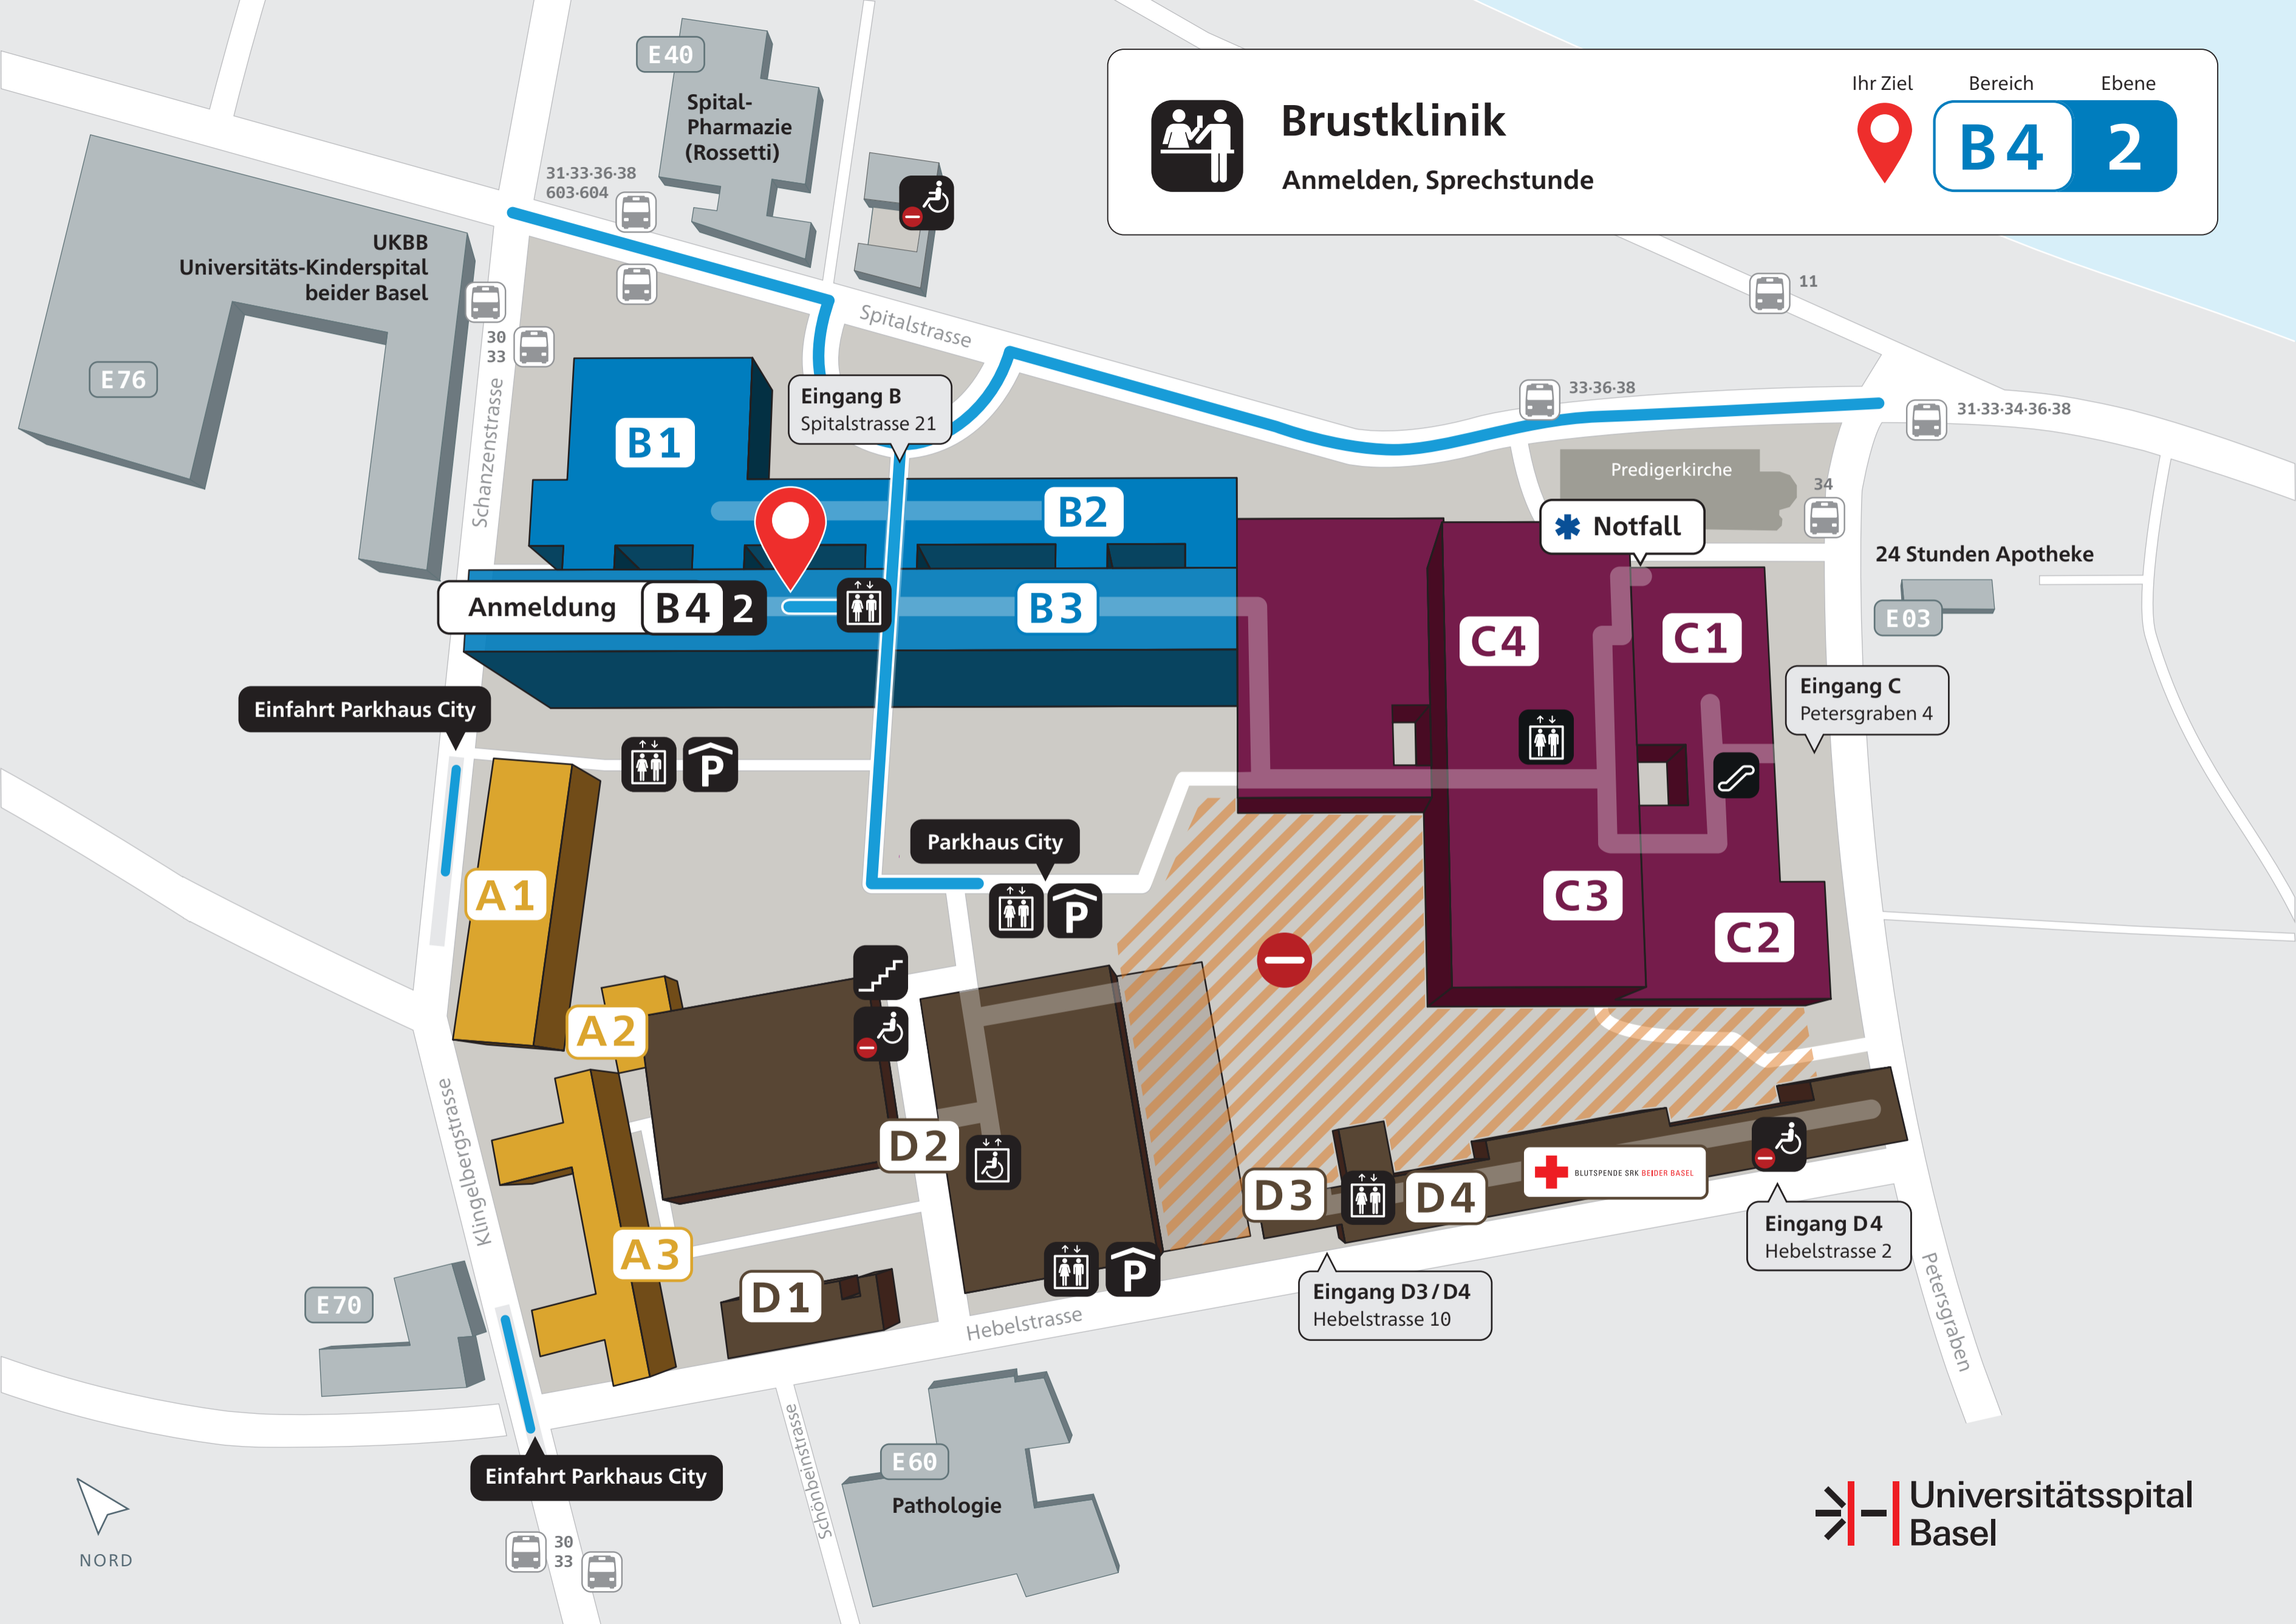 Brustklinik
Anmelden, Sprechstunde
Ihr Ziel
Bereich
Ebene
B4
2
E40
Spital-
Pharmazie
(Rossetti)
31·33·36·38
603·604
UKBB
Universitäts-Kinderspital
beider Basel
E76
30
33
Schanzenstrasse
Spitalstrasse
11
33·36·38
31·33·34·36·38
Eingang B
Spitalstrasse 21
B1
B2
B3
Anmeldung
B4
2
Predigerkirche
34
Notfall
24 Stunden Apotheke
E03
C4
C1
Eingang C
Petersgraben 4
Einfahrt Parkhaus City
P
Parkhaus City
P
A1
C3
C2
A2
D2
D3
D4
BLUTSPENDE SRK BEIDER BASEL
Eingang D4
Hebelstrasse 2
Klingelbergstrasse
A3
D1
P
Eingang D3/D4
Hebelstrasse 10
Petersgraben
E70
Hebelstrasse
Schönbeinstrasse
E60
Pathologie
Einfahrt Parkhaus City
30
33
NORD
Universitätsspital
Basel